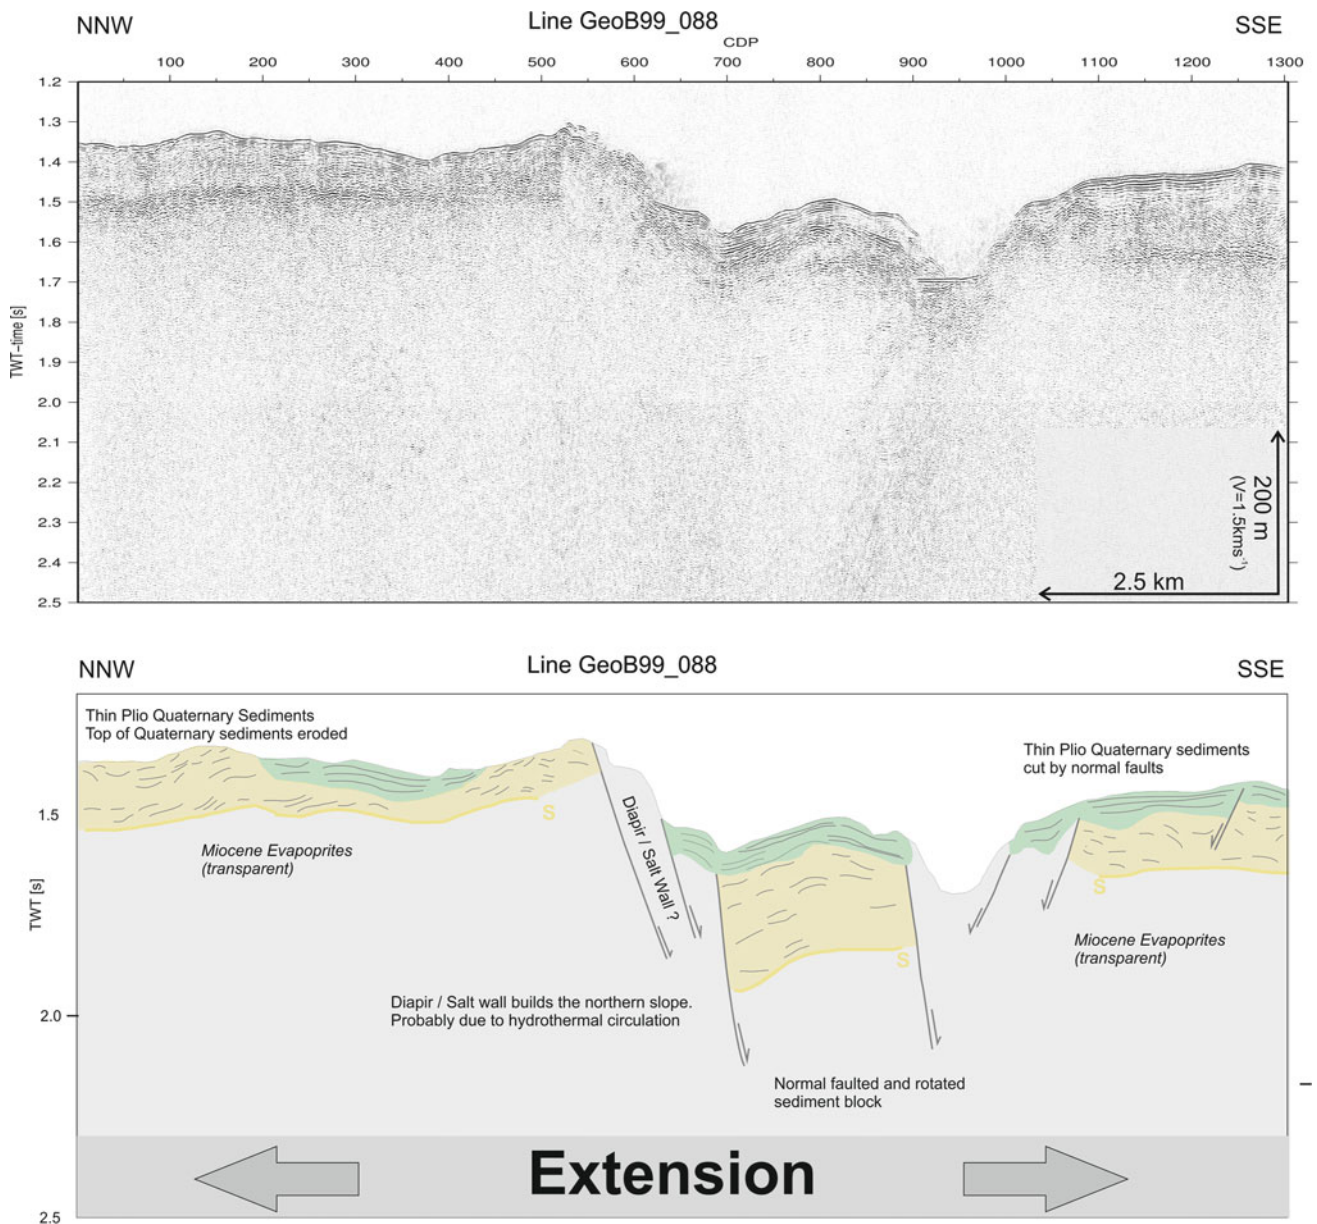 NNW
Line GeoB99_088
SSE
CDP
100 200 300 400 500 600 700 800 900 1000 1100 1200 1300
1.2
1.3
1.4
1.5
1.6
1.7
1.8
1.9
2.0
2.1
2.2
2.3
2.4
2.5
TWT-time [s]
200 m
(V=1.5kms⁻¹)
2.5 km
NNW
Line GeoB99_088
SSE
Thin Plio Quaternary Sediments
Top of Quaternary sediments eroded
Thin Plio Quaternary sediments
cut by normal faults
1.5
S
Diapir / Salt Wall ?
Miocene Evapoprites
(transparent)
S
TWT [s]
S
Miocene Evapoprites
(transparent)
Diapir / Salt wall builds the northern slope.
Probably due to hydrothermal circulation
2.0
Normal faulted and rotated
sediment block
Extension
2.5